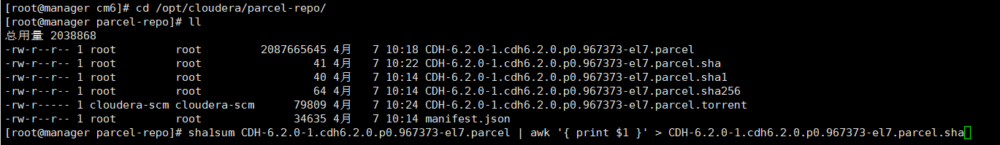 [root@manager cm6]# cd /opt/cloudera/parcel-repo/
[root@manager parcel-repo]# ll
总用量 2038868
-rw-r--r-- 1 root         root         2087665645 4月   7 10:18 CDH-6.2.0-1.cdh6.2.0.p0.967373-el7.parcel
-rw-r--r-- 1 root         root                 41 4月   7 10:22 CDH-6.2.0-1.cdh6.2.0.p0.967373-el7.parcel.sha
-rw-r--r-- 1 root         root                 40 4月   7 10:14 CDH-6.2.0-1.cdh6.2.0.p0.967373-el7.parcel.sha1
-rw-r--r-- 1 root         root                 64 4月   7 10:14 CDH-6.2.0-1.cdh6.2.0.p0.967373-el7.parcel.sha256
-rw-r----- 1 cloudera-scm cloudera-scm      79809 4月   7 10:24 CDH-6.2.0-1.cdh6.2.0.p0.967373-el7.parcel.torrent
-rw-r--r-- 1 root         root              34635 4月   7 10:14 manifest.json
[root@manager parcel-repo]# sha1sum CDH-6.2.0-1.cdh6.2.0.p0.967373-el7.parcel | awk '{ print $1 }' > CDH-6.2.0-1.cdh6.2.0.p0.967373-el7.parcel.sha